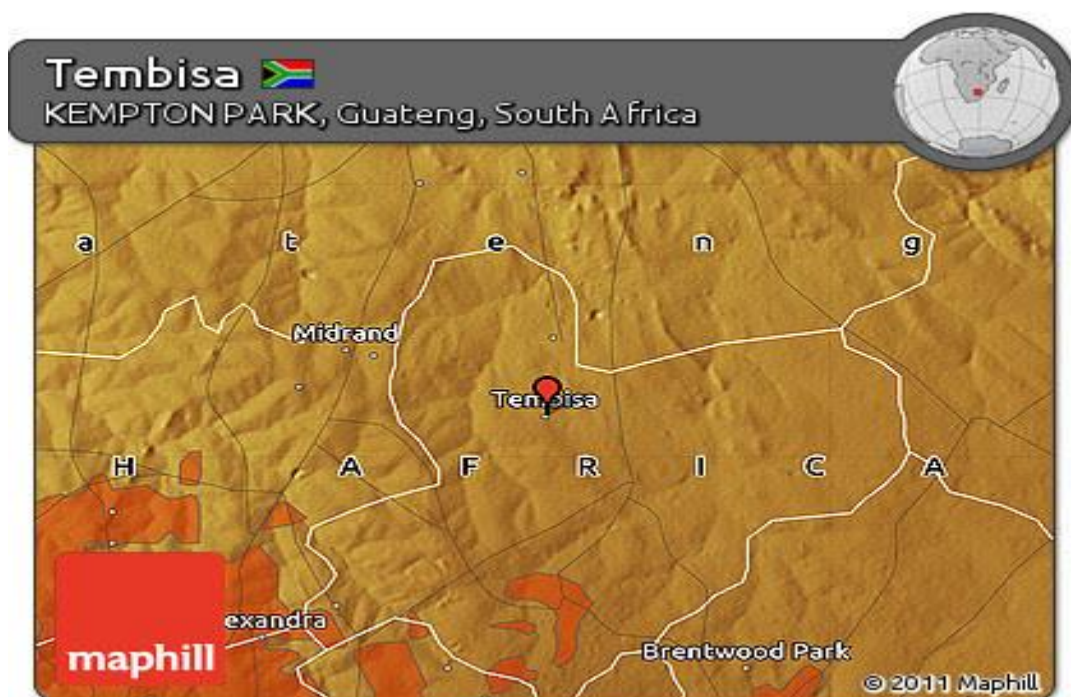 Tembisa
KEMPTON PARK, Guateng, South Africa
a t e n g
Midrand
Tembisa
H A F R I C A
exandra
Brentwood Park
maphill
© 2011 Maphill